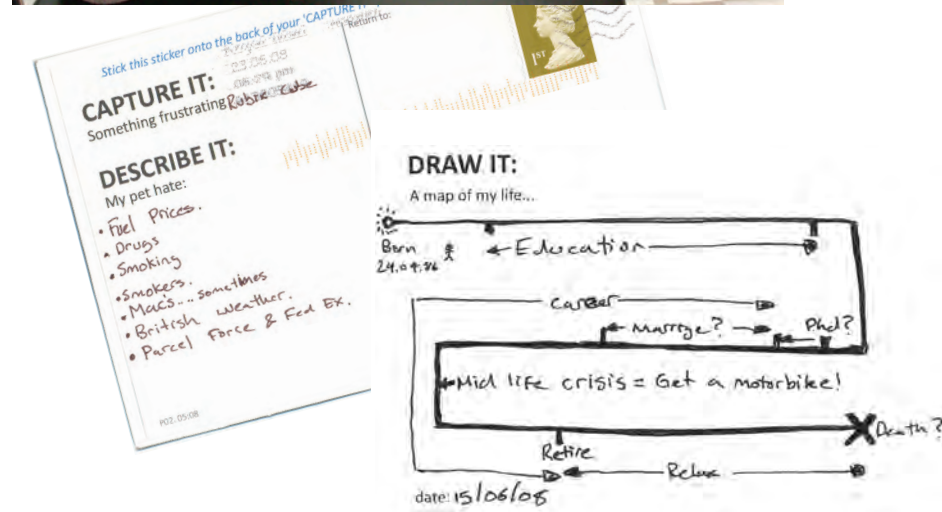 Stick this sticker onto the back of your 'CAPTURE IT
Return to:
23.05.08
1ST
CAPTURE IT:
Something frustrating Rubix Cube
DESCRIBE IT:
My pet hate:
• Fuel Prices.
• Drugs
• Smoking
• Smokers.
• Mac's... sometimes
• British weather.
• Parcel Force & Fed Ex.
P02_05:08
DRAW IT:
A map of my life...
Born
24.04.86
Education
Career
Marrige?
Phd?
Mid life crisis = Get a motorbike!
Death?
Retire
Relax
date: 15/06/08